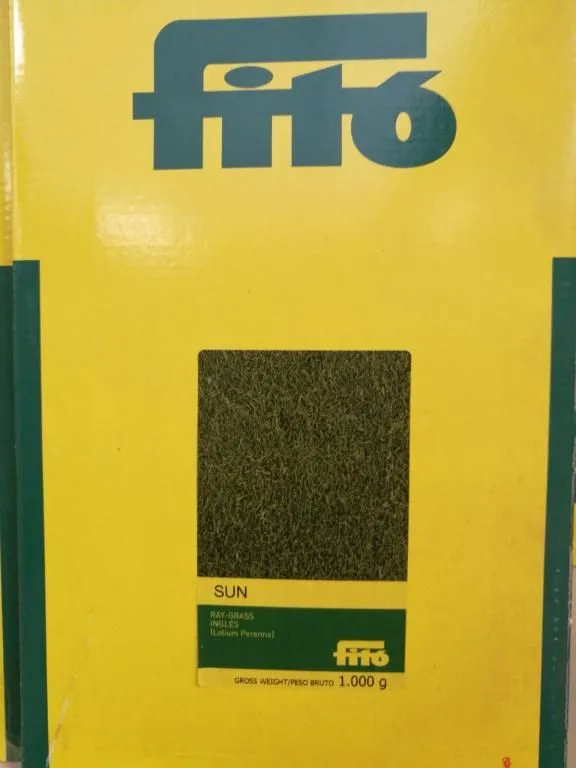 fitó
SUN
RAY-GRASS
INGLÉS
(Lolium Perenne)
fitó
GROSS WEIGHT/PESO BRUTO 1.000 g